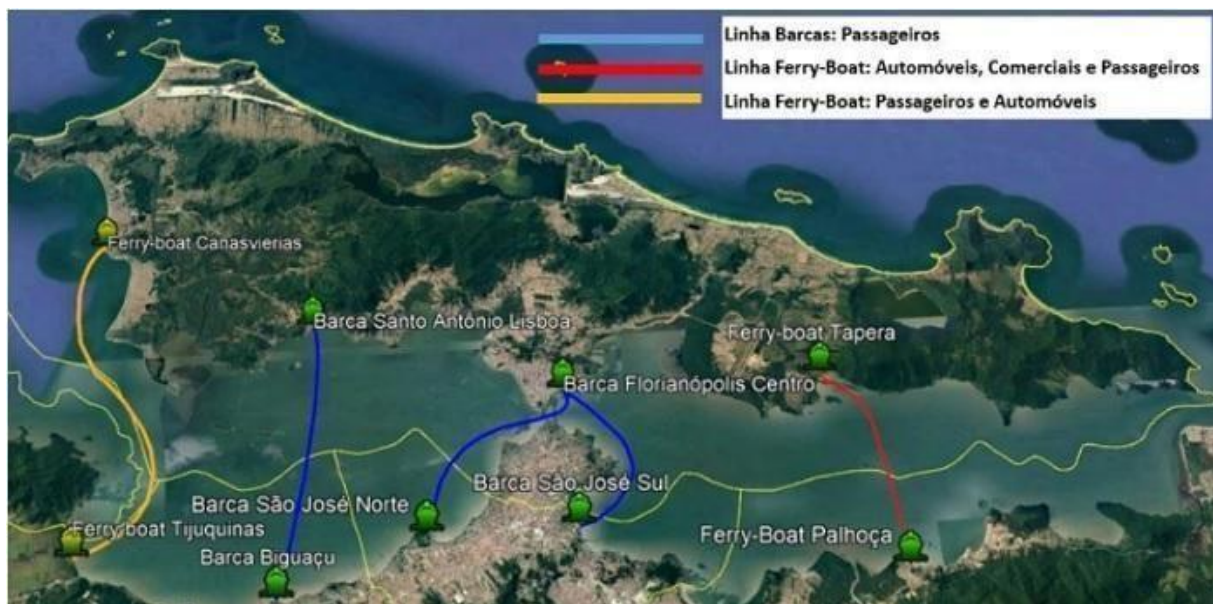 Linha Barcas: Passageiros
Linha Ferry-Boat: Automóveis, Comerciais e Passageiros
Linha Ferry-Boat: Passageiros e Automóveis
Ferry-boat Canasvierias
Barca Santo Antônio Lisboa
Ferry-boat Tapera
Barca Florianópolis Centro
Barca São José Sul
Barca São José Norte
Ferry-boat Tijuquinas
Ferry-Boat Palhoça
Barca Biguaçu